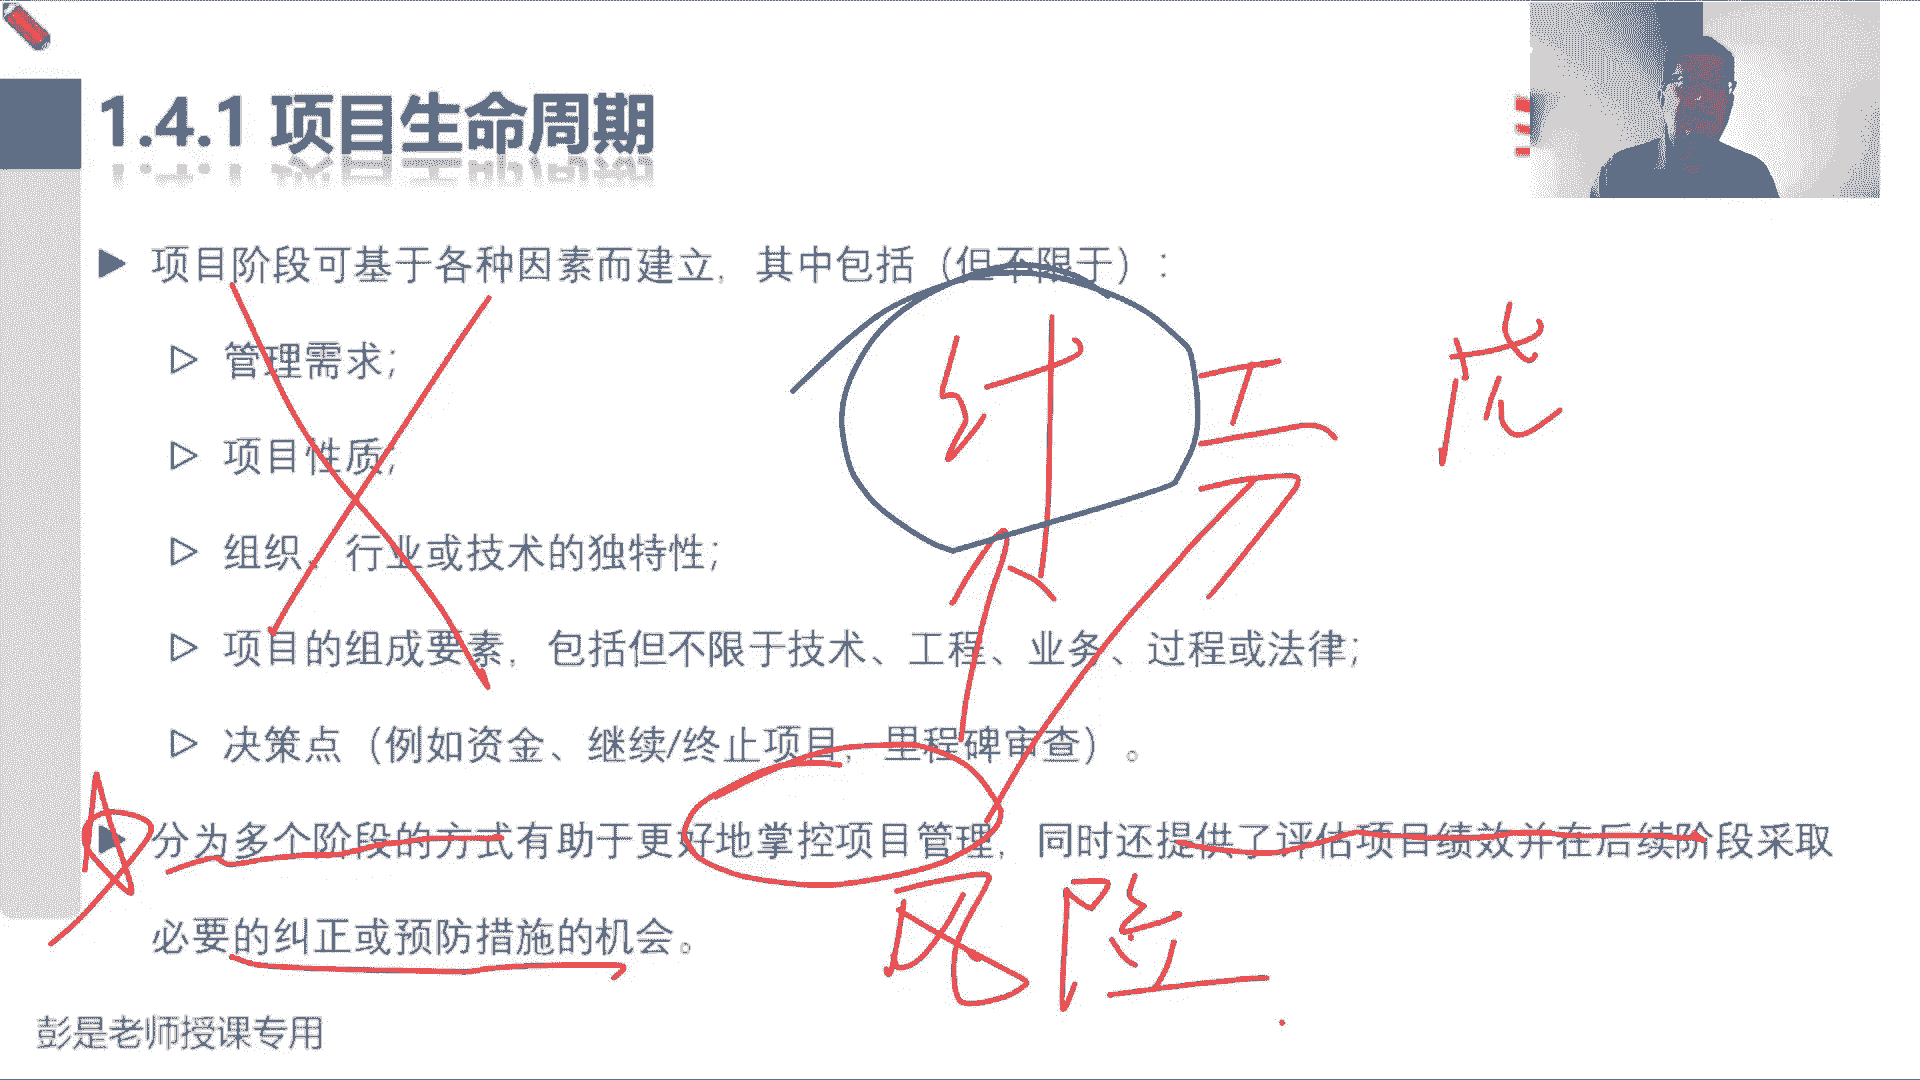 1.4.1 项目生命周期
项目阶段可基于各种因素而建立，其中包括（但不限于）：
管理需求；
项目性质；
组织、行业或技术的独特性；
项目的组成要素，包括但不限于技术、工程、业务、过程或法律；
决策点（例如资金、继续/终止项目，里程碑审查）。
分为多个阶段的方式有助于更好地掌控项目管理，同时还提供了评估项目绩效并在后续阶段采取
必要的纠正或预防措施的机会。
风险
彭是老师授课专用